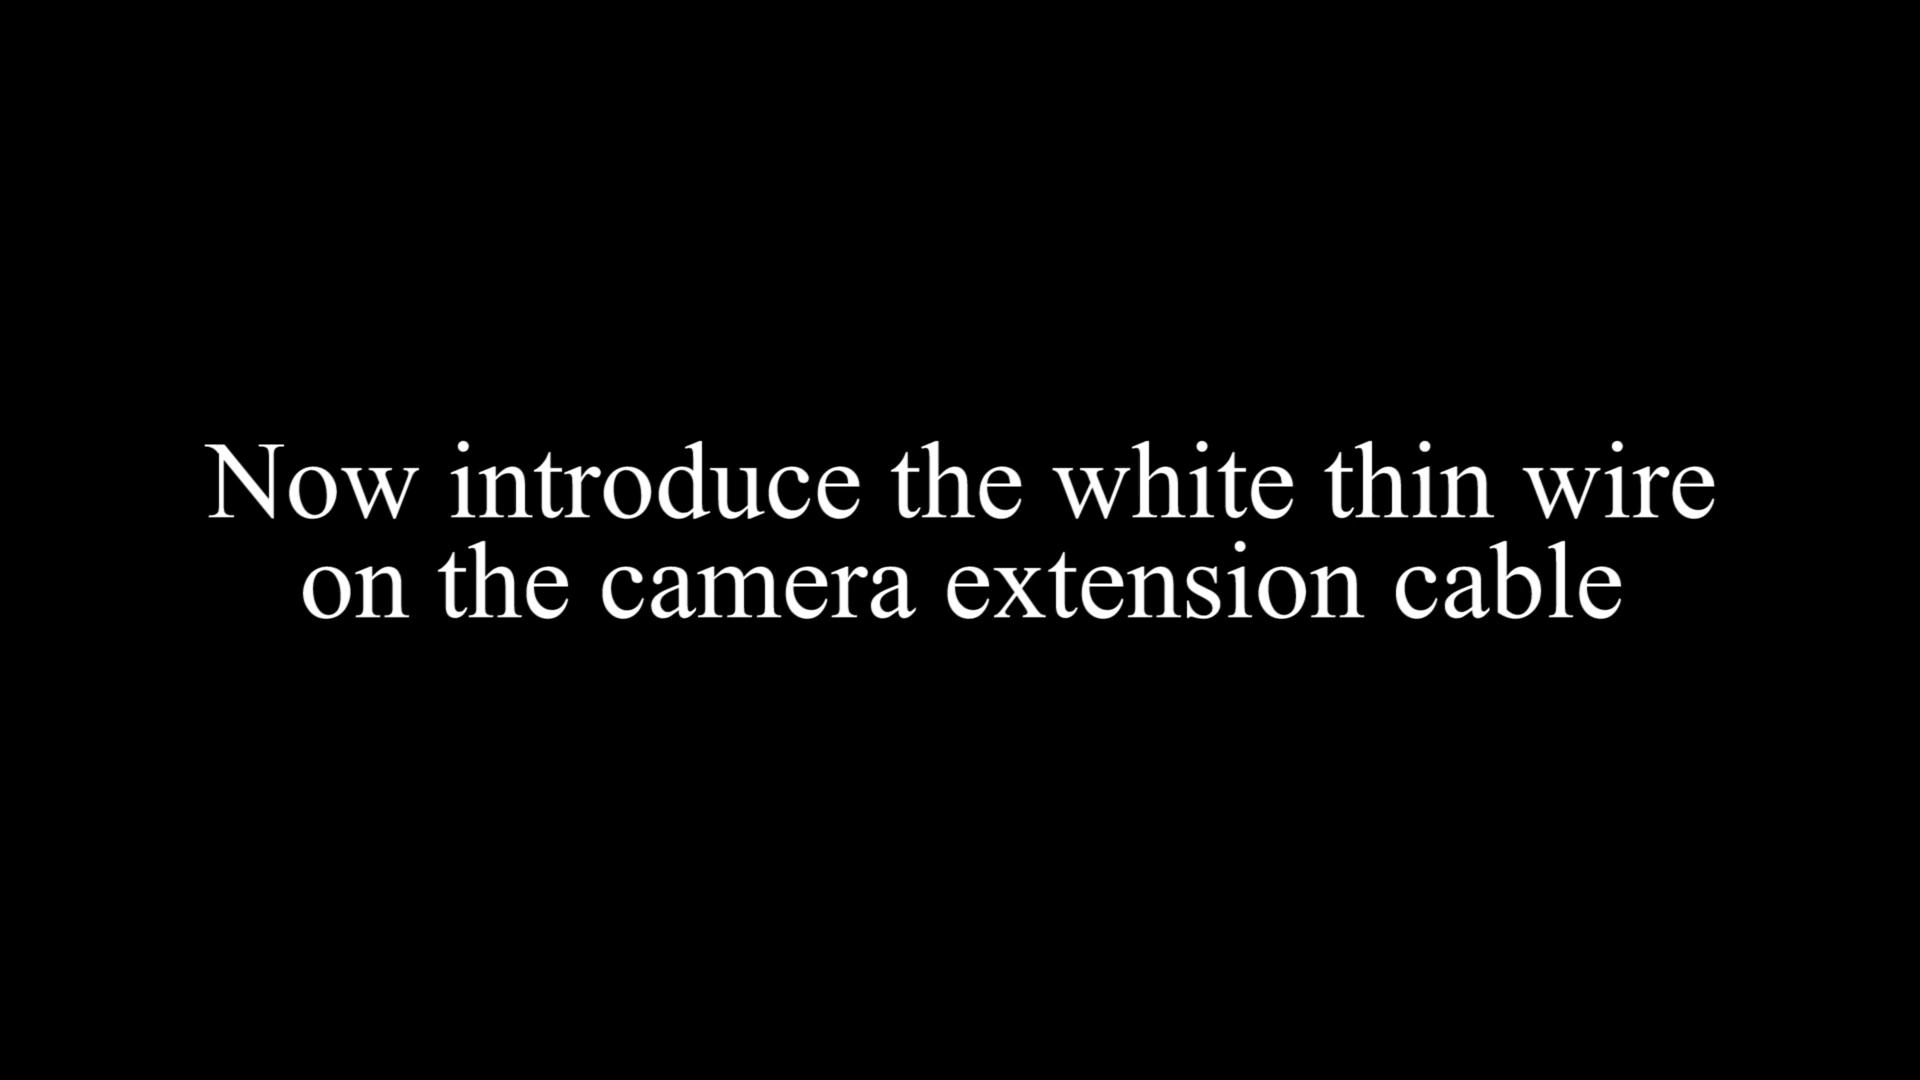 Now introduce the white thin wire
on the camera extension cable